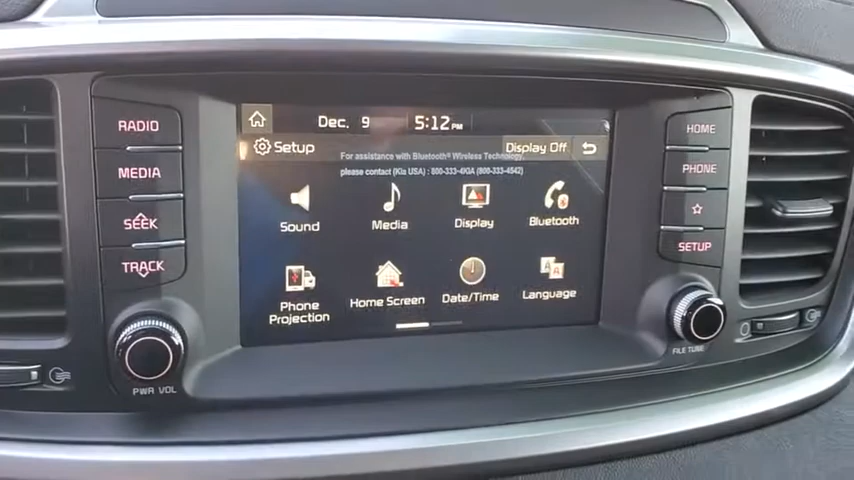 RADIO
MEDIA
SEEK
TRACK
PWR VOL
Dec. 9
5:12 PM
Setup
Display Off
For assistance with BLUETOOTH® Wireless Technology,
please contact (Kia USA) : 800-333-4KIA (800-333-4542)
Sound
Media
Display
Bluetooth
Phone
Projection
Home Screen
Date/Time
Language
HOME
PHONE
SETUP
FILE TUNE